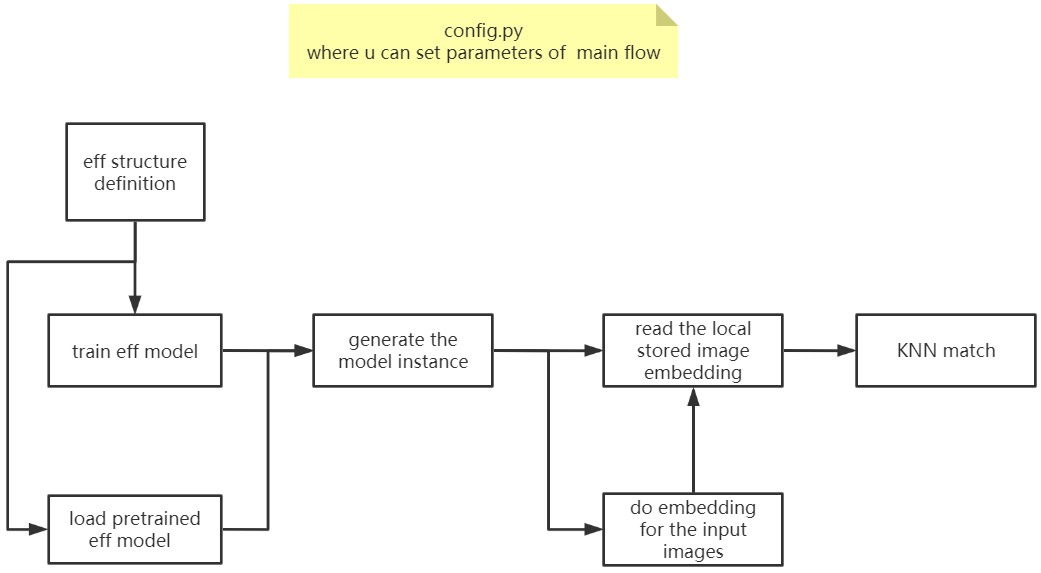 config.py
where u can set parameters of  main flow
eff structure
definition
train eff model
generate the
model instance
read the local
stored image
embedding
KNN match
load pretrained
eff model
do embedding
for the input
images